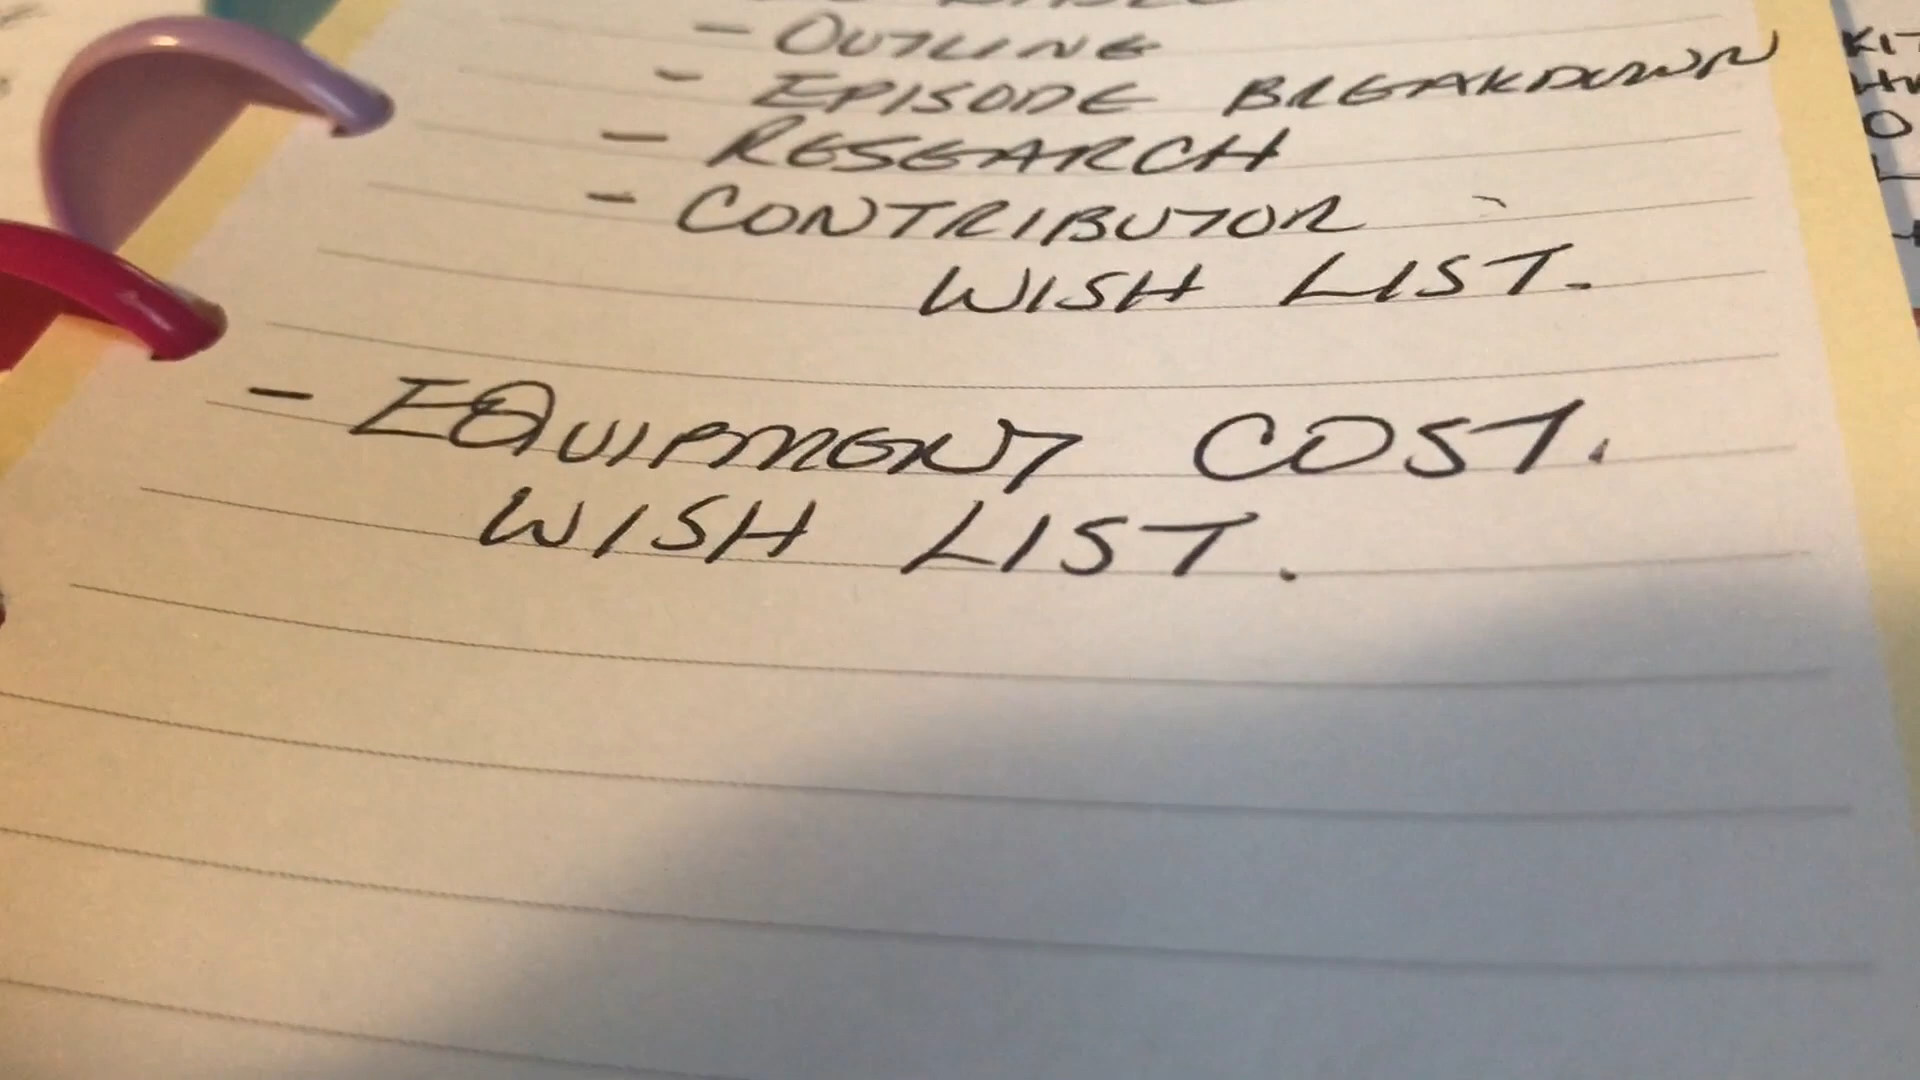 - OUTLINE
- EPISODE BREAKDOWN
- RESEARCH
- CONTRIBUTOR
WISH LIST.
- EQUIPMENT COST.
WISH LIST.